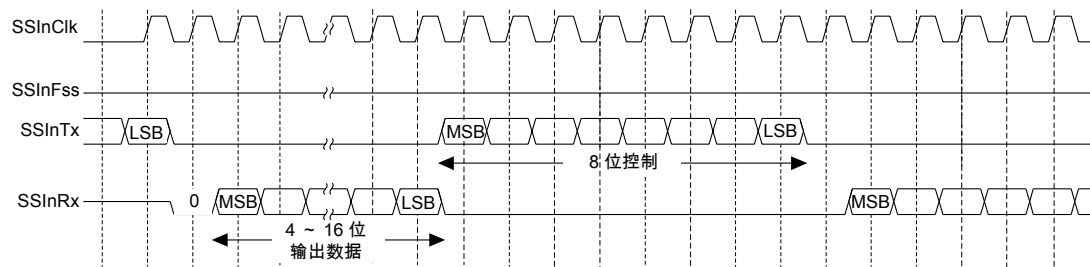 SSInClk
SSInFss
SSInTx
LSB
MSB
LSB
8 位控制
SSInRx
0
MSB
LSB
MSB
4 ~ 16 位
输出数据